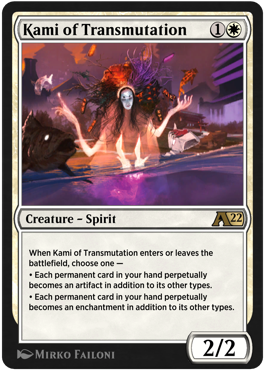 Kami of Transmutation 1
Creature – Spirit
A22
When Kami of Transmutation enters or leaves the
battlefield, choose one —
• Each permanent card in your hand perpetually
becomes an artifact in addition to its other types.
• Each permanent card in your hand perpetually
becomes an enchantment in addition to its other types.
Mirko Failoni
2/2